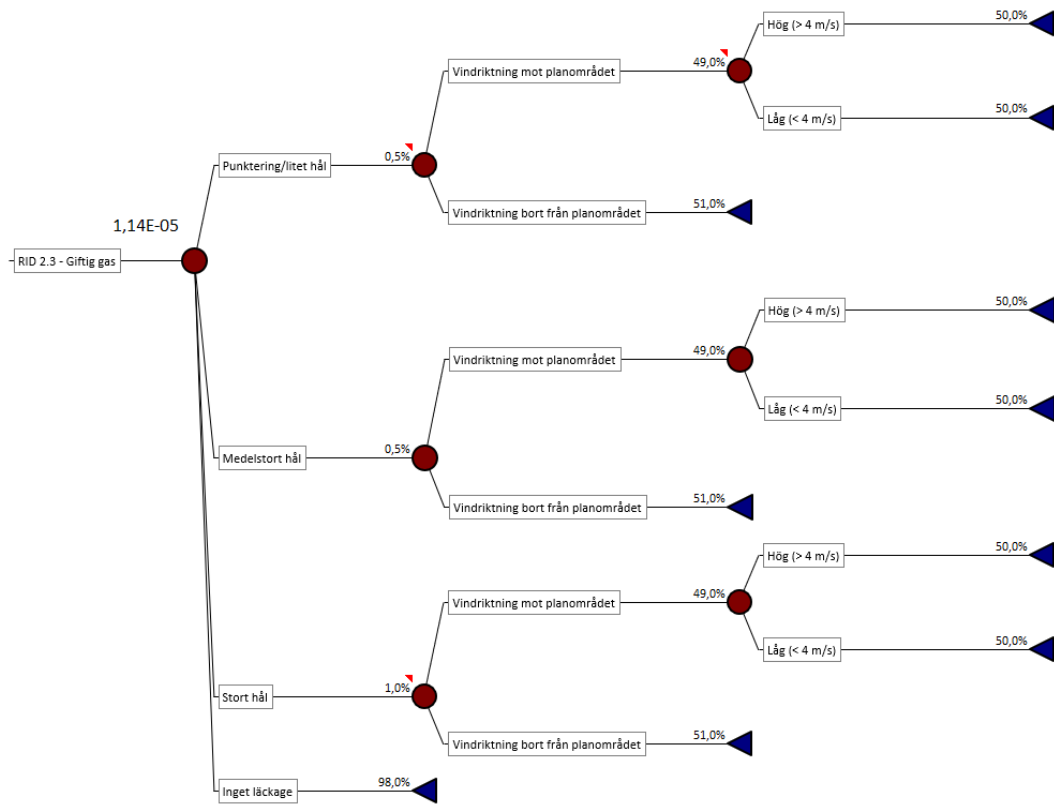 Hög (> 4 m/s)
50,0%
Vindriktning mot planområdet
49,0%
Låg (< 4 m/s)
50,0%
Punktering/litet hål
0,5%
Vindriktning bort från planområdet
51,0%
1,14E-05
RID 2.3 - Giftig gas
Hög (> 4 m/s)
50,0%
Vindriktning mot planområdet
49,0%
Låg (< 4 m/s)
50,0%
Medelstort hål
0,5%
Vindriktning bort från planområdet
51,0%
Hög (> 4 m/s)
50,0%
Vindriktning mot planområdet
49,0%
Låg (< 4 m/s)
50,0%
Stort hål
1,0%
Vindriktning bort från planområdet
51,0%
Inget läckage
98,0%